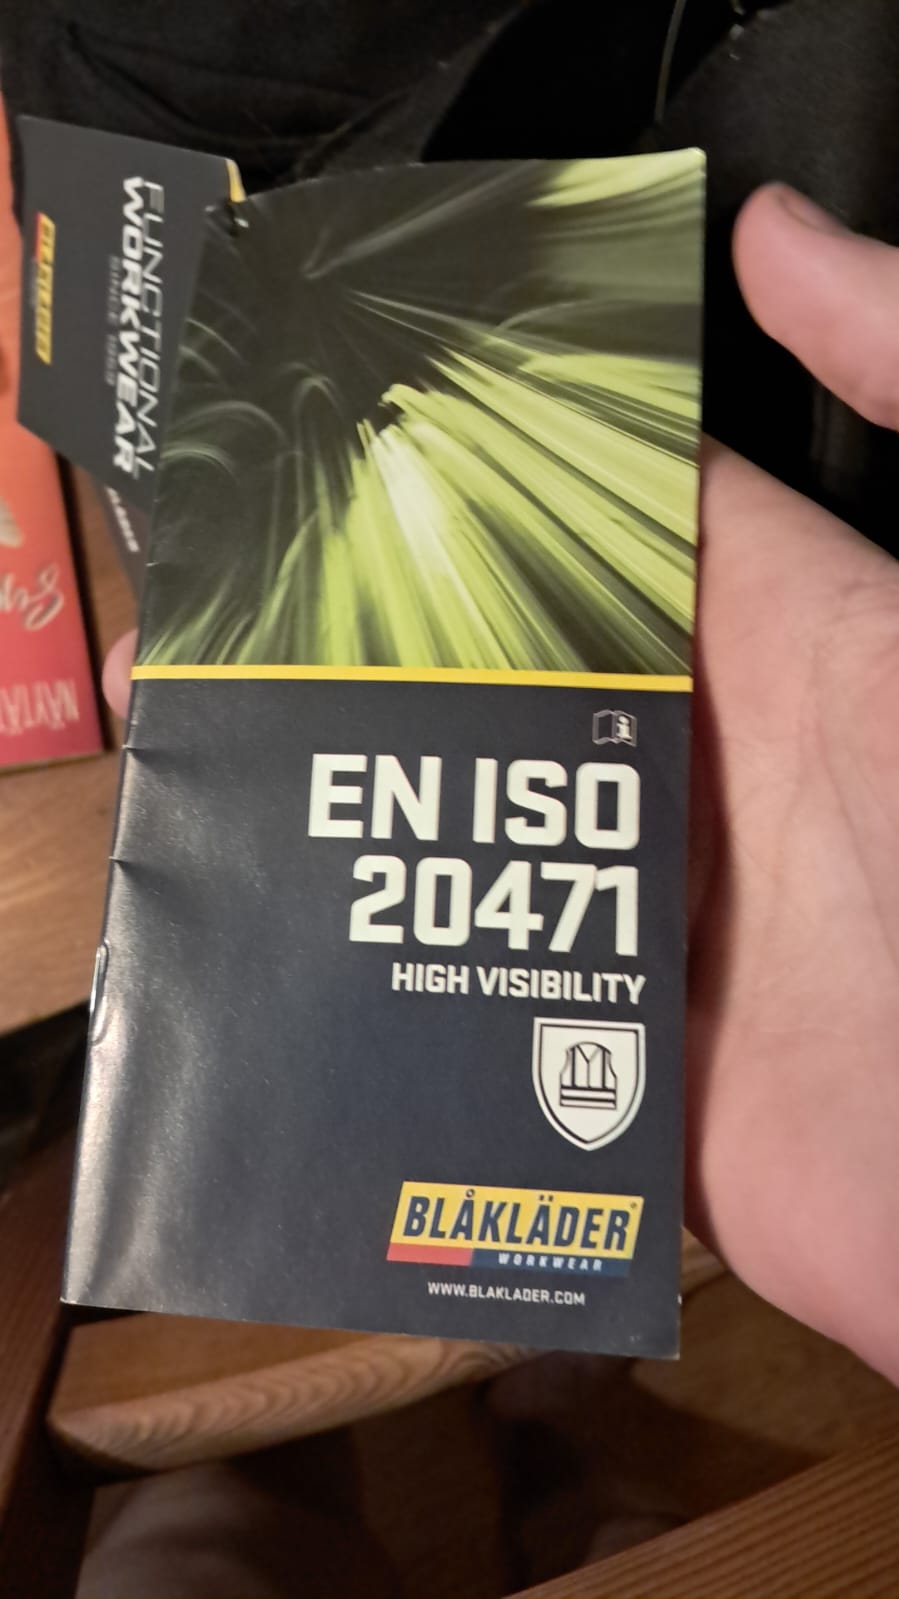 FUNCTIONAL
WORKWEAR
EN ISO
20471
HIGH VISIBILITY
BLÅKLÄDER
WORKWEAR
WWW.BLAKLADER.COM